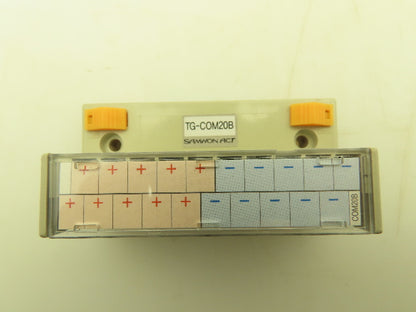 TG-COM20B
SAMWON ACT
+ + + + + − − − − −
+ + + + + − − − − −
COM20B